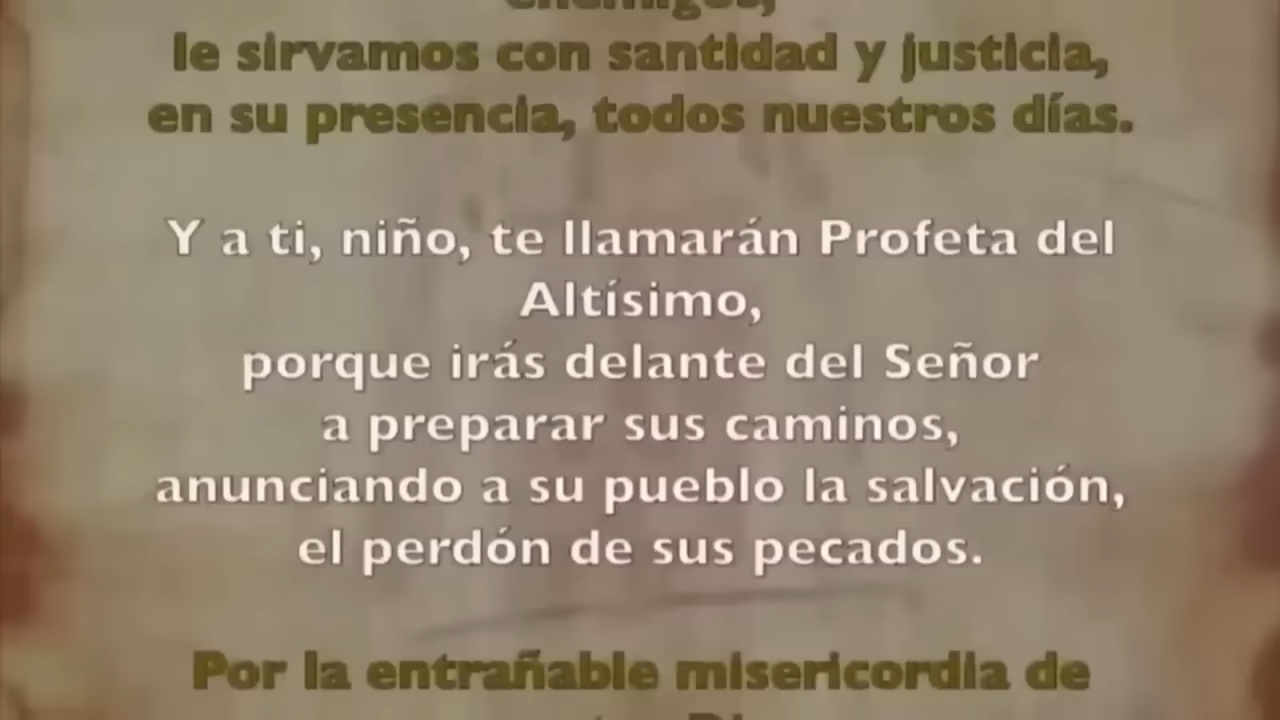 enemigos,
le sirvamos con santidad y justicia,
en su presencia, todos nuestros días.
Y a ti, niño, te llamarán Profeta del
Altísimo,
porque irás delante del Señor
a preparar sus caminos,
anunciando a su pueblo la salvación,
el perdón de sus pecados.
Por la entrañable misericordia de